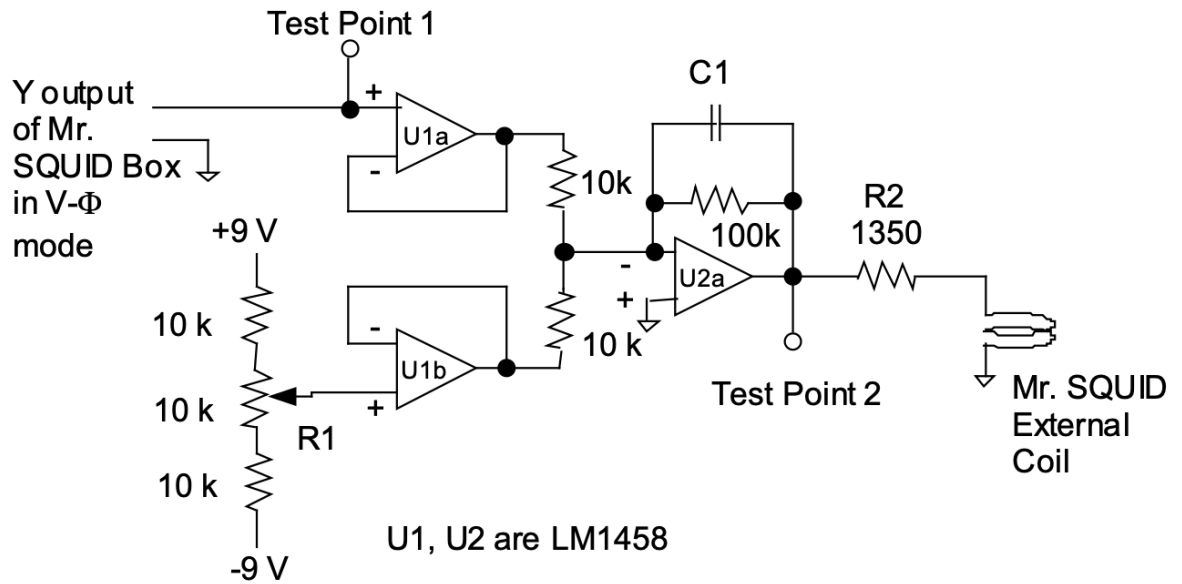 Test Point 1
Y output
of Mr.
SQUID Box
in V-Φ
mode
+
-
U1a
10k
C1
100k
R2
1350
-
+
U2a
+9 V
10 k
10 k
10 k
R1
-9 V
-
+
U1b
10 k
Test Point 2
Mr. SQUID
External
Coil
U1, U2 are LM1458